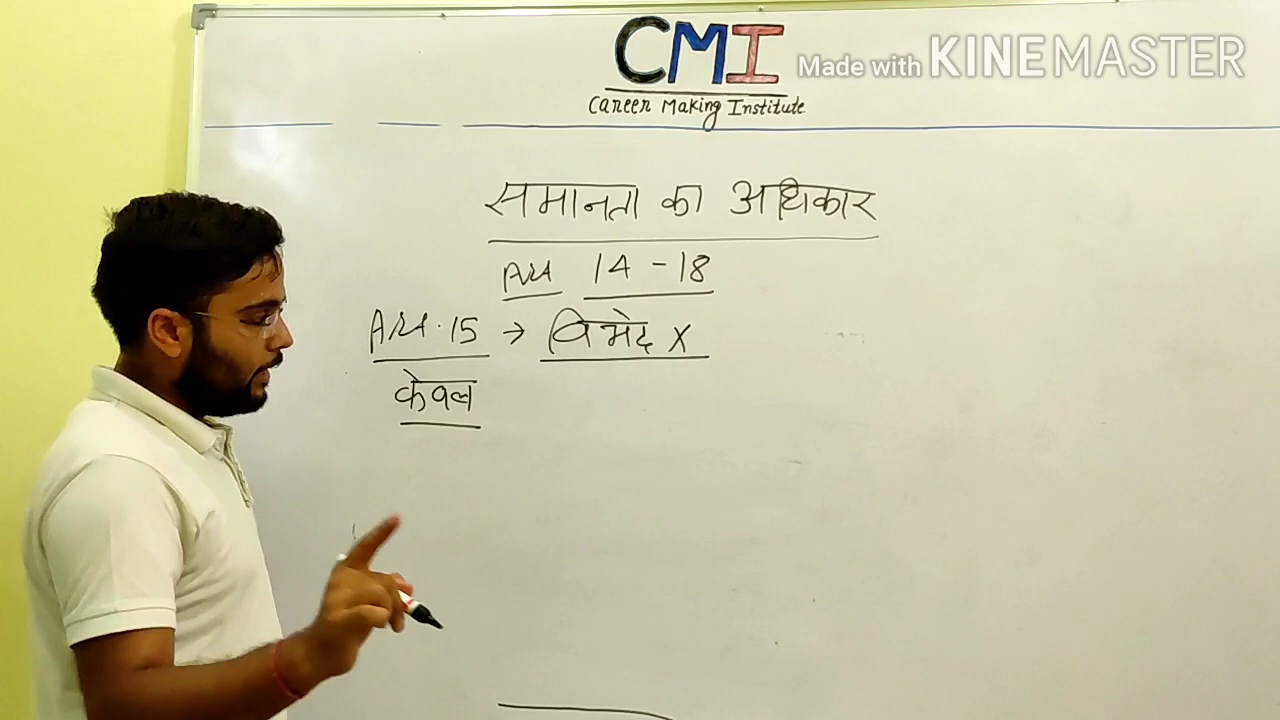 CMI
Made with KINEMASTER
Career Making Institute
समानता का अधिकार
Art 14 - 18
Art. 15 → विभेद X
केवल